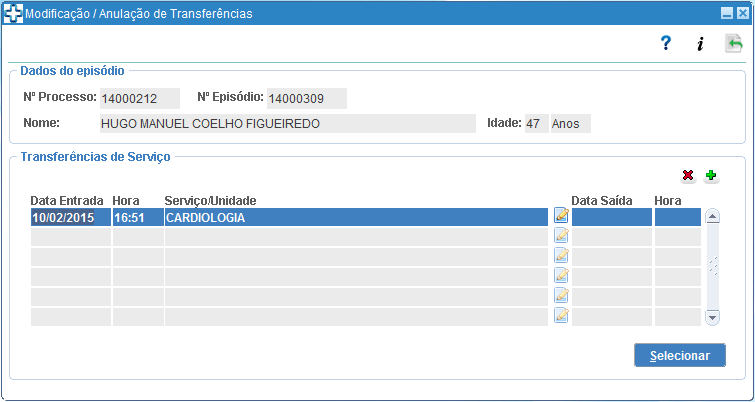 Modificação / Anulação de Transferências
? i
Dados do episódio
Nº Processo: 14000212 Nº Episódio: 14000309
Nome: HUGO MANUEL COELHO FIGUEIREDO Idade: 47 Anos
Transferências de Serviço
Data Entrada Hora Serviço/Unidade Data Saída Hora
10/02/2015 16:51 CARDIOLOGIA
Selecionar